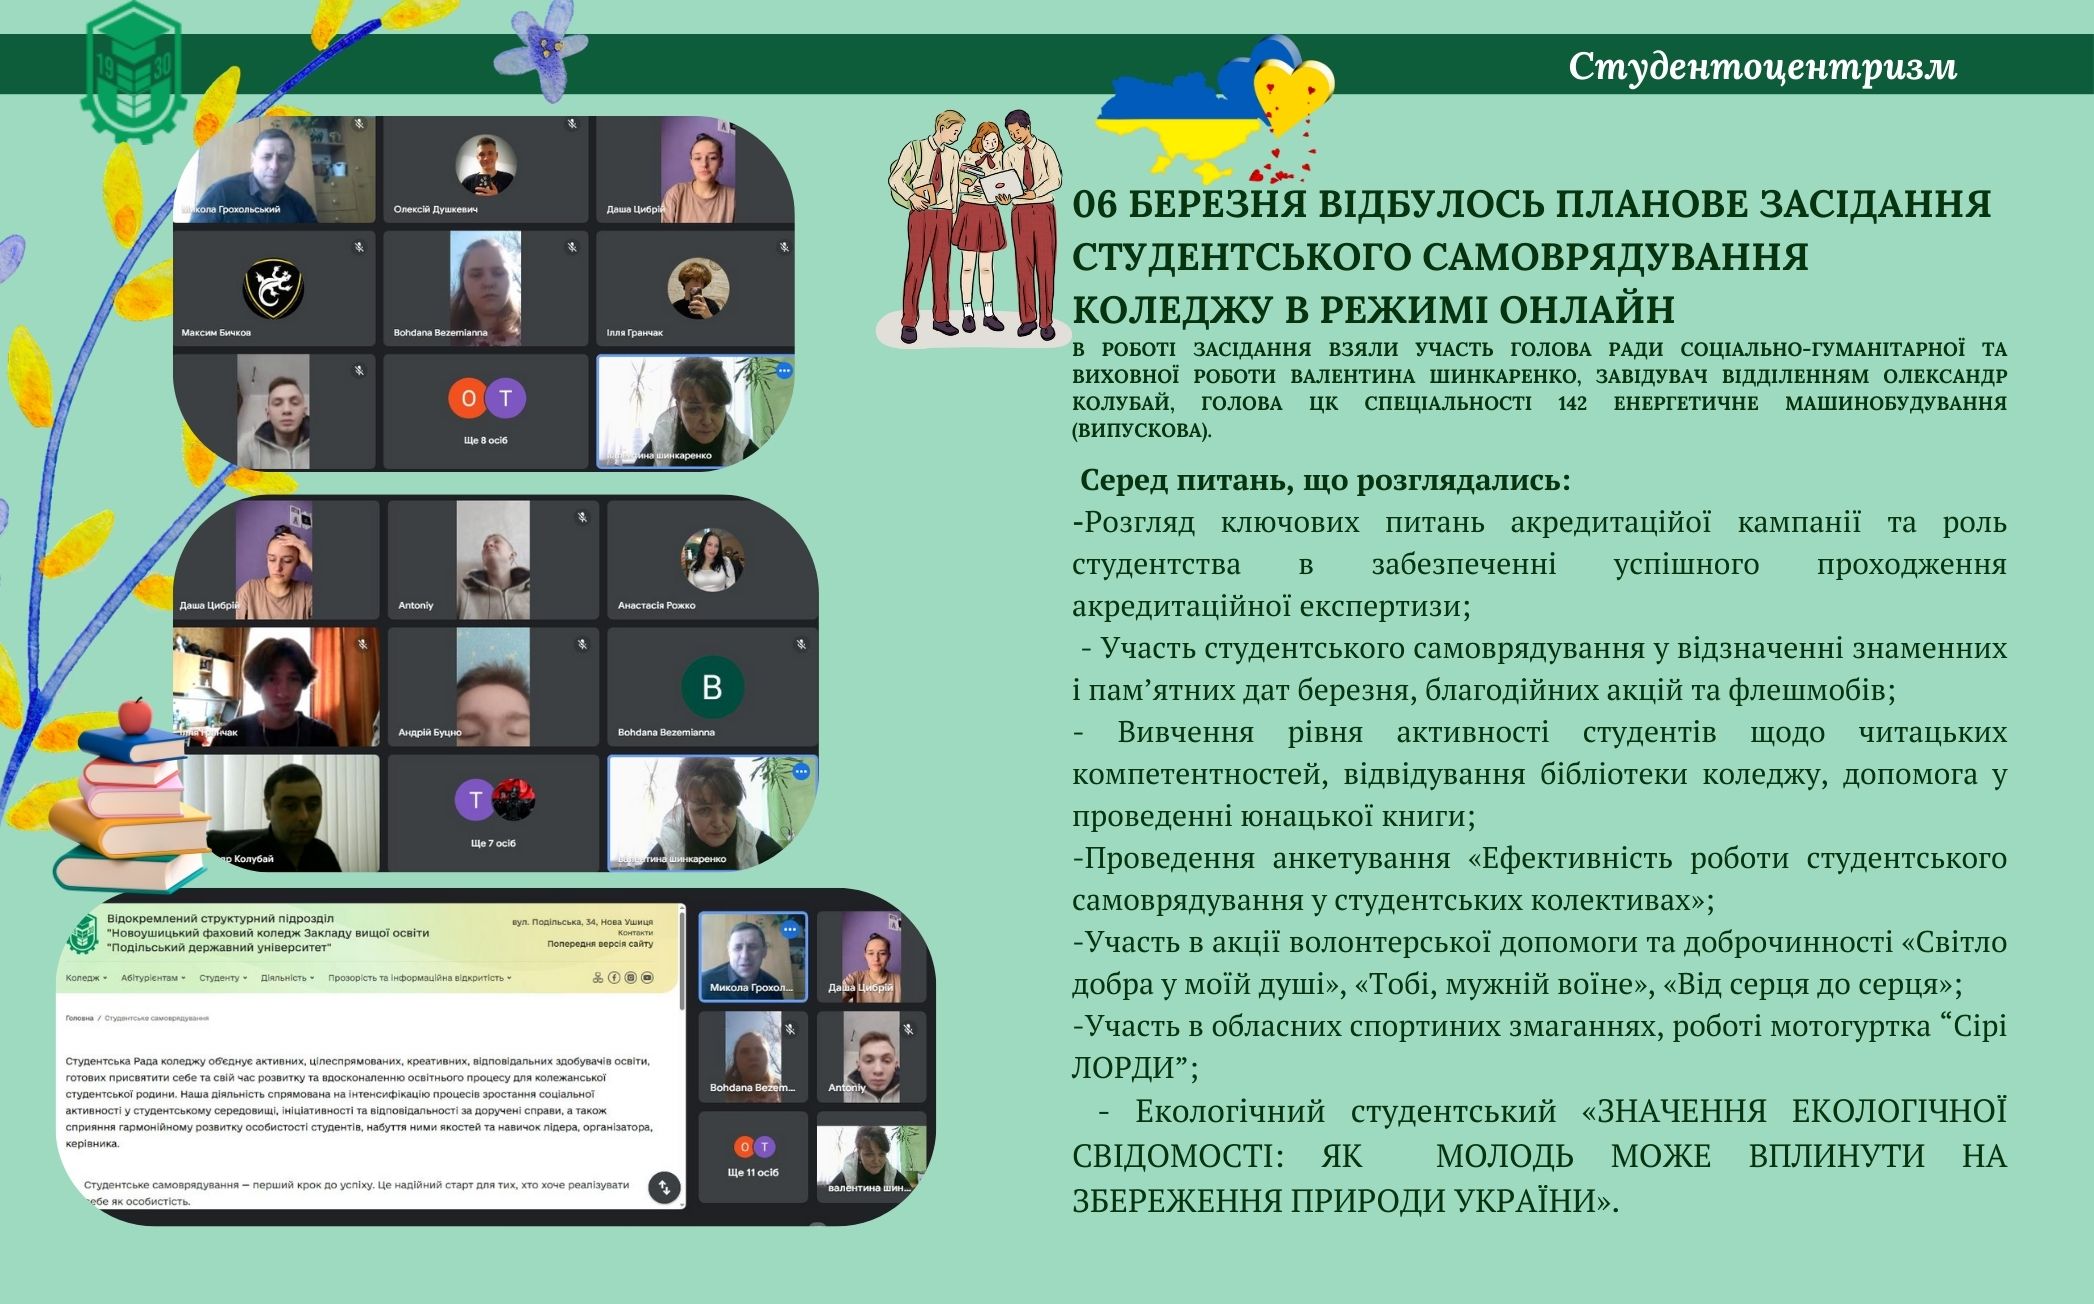 Студентоцентризм
19 30
Микола Грохольський
Олексій Душкевич
Даша Цибрій
Максим Бичков
Bohdana Bezemianna
Ілля Гранчак
О Т
Ще 8 осіб
валентина шинкаренко
Даша Цибрій
Antoniy
Анастасія Рожко
Ілля Гранчак
Андрій Буцно
B
Bohdana Bezemianna
Колубай
Т
Ще 7 осіб
валентина шинкаренко
Відокремлений структурний підрозділ
"Новоушицький фаховий коледж Закладу вищої освіти
"Подільський державний університет"
вул. Подільська, 34, Нова Ушиця
Контакти
Попередня версія сайту
Коледж Абітурієнтам Студенту Діяльність Прозорість та інформаційна відкритість
Головна / Студентське самоврядування
Студентська Рада коледжу об'єднує активних, цілеспрямованих, креативних, відповідальних здобувачів освіти,
готових присвятити себе та свій час розвитку та вдосконаленню освітнього процесу для колежанської
студентської родини. Наша діяльність спрямована на інтенсифікацію процесів зростання соціальної
активності у студентському середовищі, ініціативності та відповідальності за доручені справи, а також
сприяння гармонійному розвитку особистості студентів, набуття ними якостей та навичок лідера, організатора,
керівника.
Студентське самоврядування — перший крок до успіху. Це надійний старт для тих, хто хоче реалізувати
себе як особистість.
Микола Грохол...
Даша Цибрій
Bohdana Bezem...
Antoniy
О Т
Ще 11 осіб
валентина шин...
06 БЕРЕЗНЯ ВІДБУЛОСЬ ПЛАНОВЕ ЗАСІДАННЯ
СТУДЕНТСЬКОГО САМОВРЯДУВАННЯ
КОЛЕДЖУ В РЕЖИМІ ОНЛАЙН
В РОБОТІ ЗАСІДАННЯ ВЗЯЛИ УЧАСТЬ ГОЛОВА РАДИ СОЦІАЛЬНО-ГУМАНІТАРНОЇ ТА
ВИХОВНОЇ РОБОТИ ВАЛЕНТИНА ШИНКАРЕНКО, ЗАВІДУВАЧ ВІДДІЛЕННЯМ ОЛЕКСАНДР
КОЛУБАЙ, ГОЛОВА ЦК СПЕЦІАЛЬНОСТІ 142 ЕНЕРГЕТИЧНЕ МАШИНОБУДУВАННЯ
(ВИПУСКОВА).
Серед питань, що розглядались:
-Розгляд ключових питань акредитаційої кампанії та роль
студентства в забезпеченні успішного проходження
акредитаційної експертизи;
- Участь студентського самоврядування у відзначенні знаменних
і пам’ятних дат березня, благодійних акцій та флешмобів;
- Вивчення рівня активності студентів щодо читацьких
компетентностей, відвідування бібліотеки коледжу, допомога у
проведенні юнацької книги;
-Проведення анкетування «Ефективність роботи студентського
самоврядування у студентських колективах»;
-Участь в акції волонтерської допомоги та доброчинності «Світло
добра у моїй душі», «Тобі, мужній воїне», «Від серця до серця»;
-Участь в обласних спортиних змаганнях, роботі мотогуртка “Сірі
ЛОРДИ”;
- Екологічний студентський «ЗНАЧЕННЯ ЕКОЛОГІЧНОЇ
СВІДОМОСТІ: ЯК МОЛОДЬ МОЖЕ ВПЛИНУТИ НА
ЗБЕРЕЖЕННЯ ПРИРОДИ УКРАЇНИ».